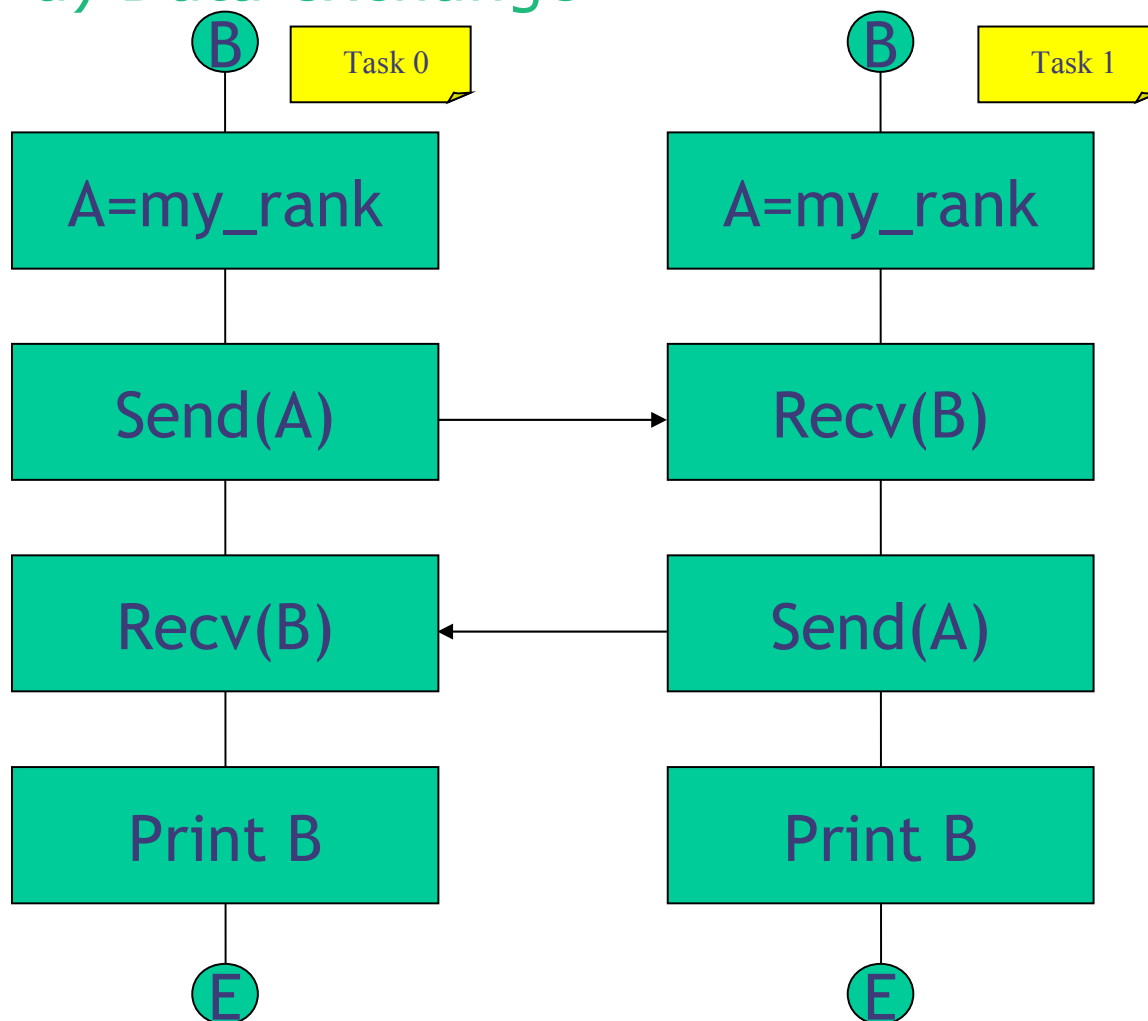 B
Task 0
A=my_rank
Send(A)
Recv(B)
Print B
E
B
Task 1
A=my_rank
Recv(B)
Send(A)
Print B
E